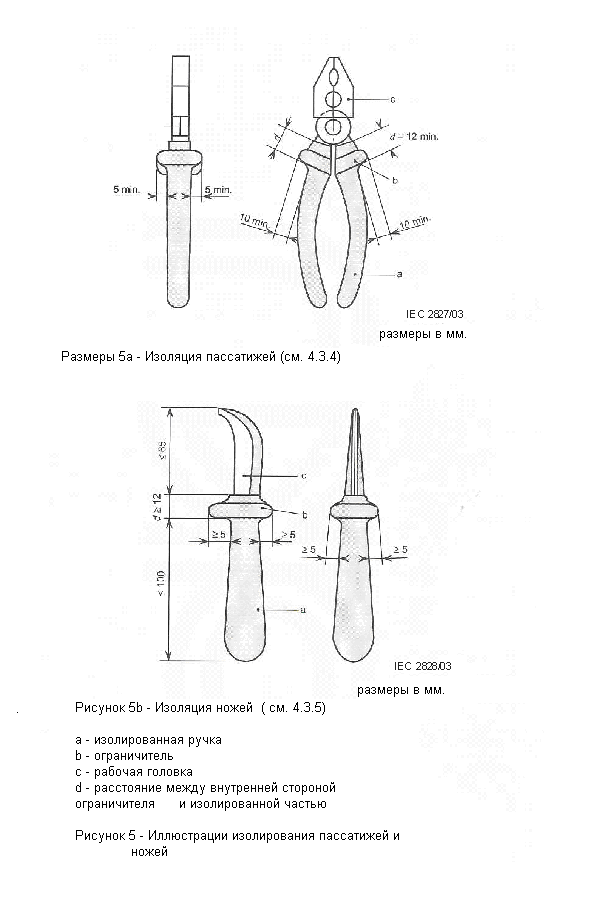 c
d
d = 12 min.
b
5 min.
5 min.
10 min.
10 min.
a
IEC 2827/03
размеры в мм.
Размеры 5a - Изоляция пассатижей (см. 4.3.4)
≤ 65
c
d ≥ 12
b
≥ 5
≥ 5
≥ 5
≥ 5
a
IEC 2828/03
размеры в мм.
Рисунок 5b - Изоляция ножей ( см. 4.3.5)
a - изолированная ручка
b - ограничитель
c - рабочая головка
d - расстояние между внутренней стороной
ограничителя и изолированной частью
Рисунок 5 - Иллюстрации изолирования пассатижей и
ножей